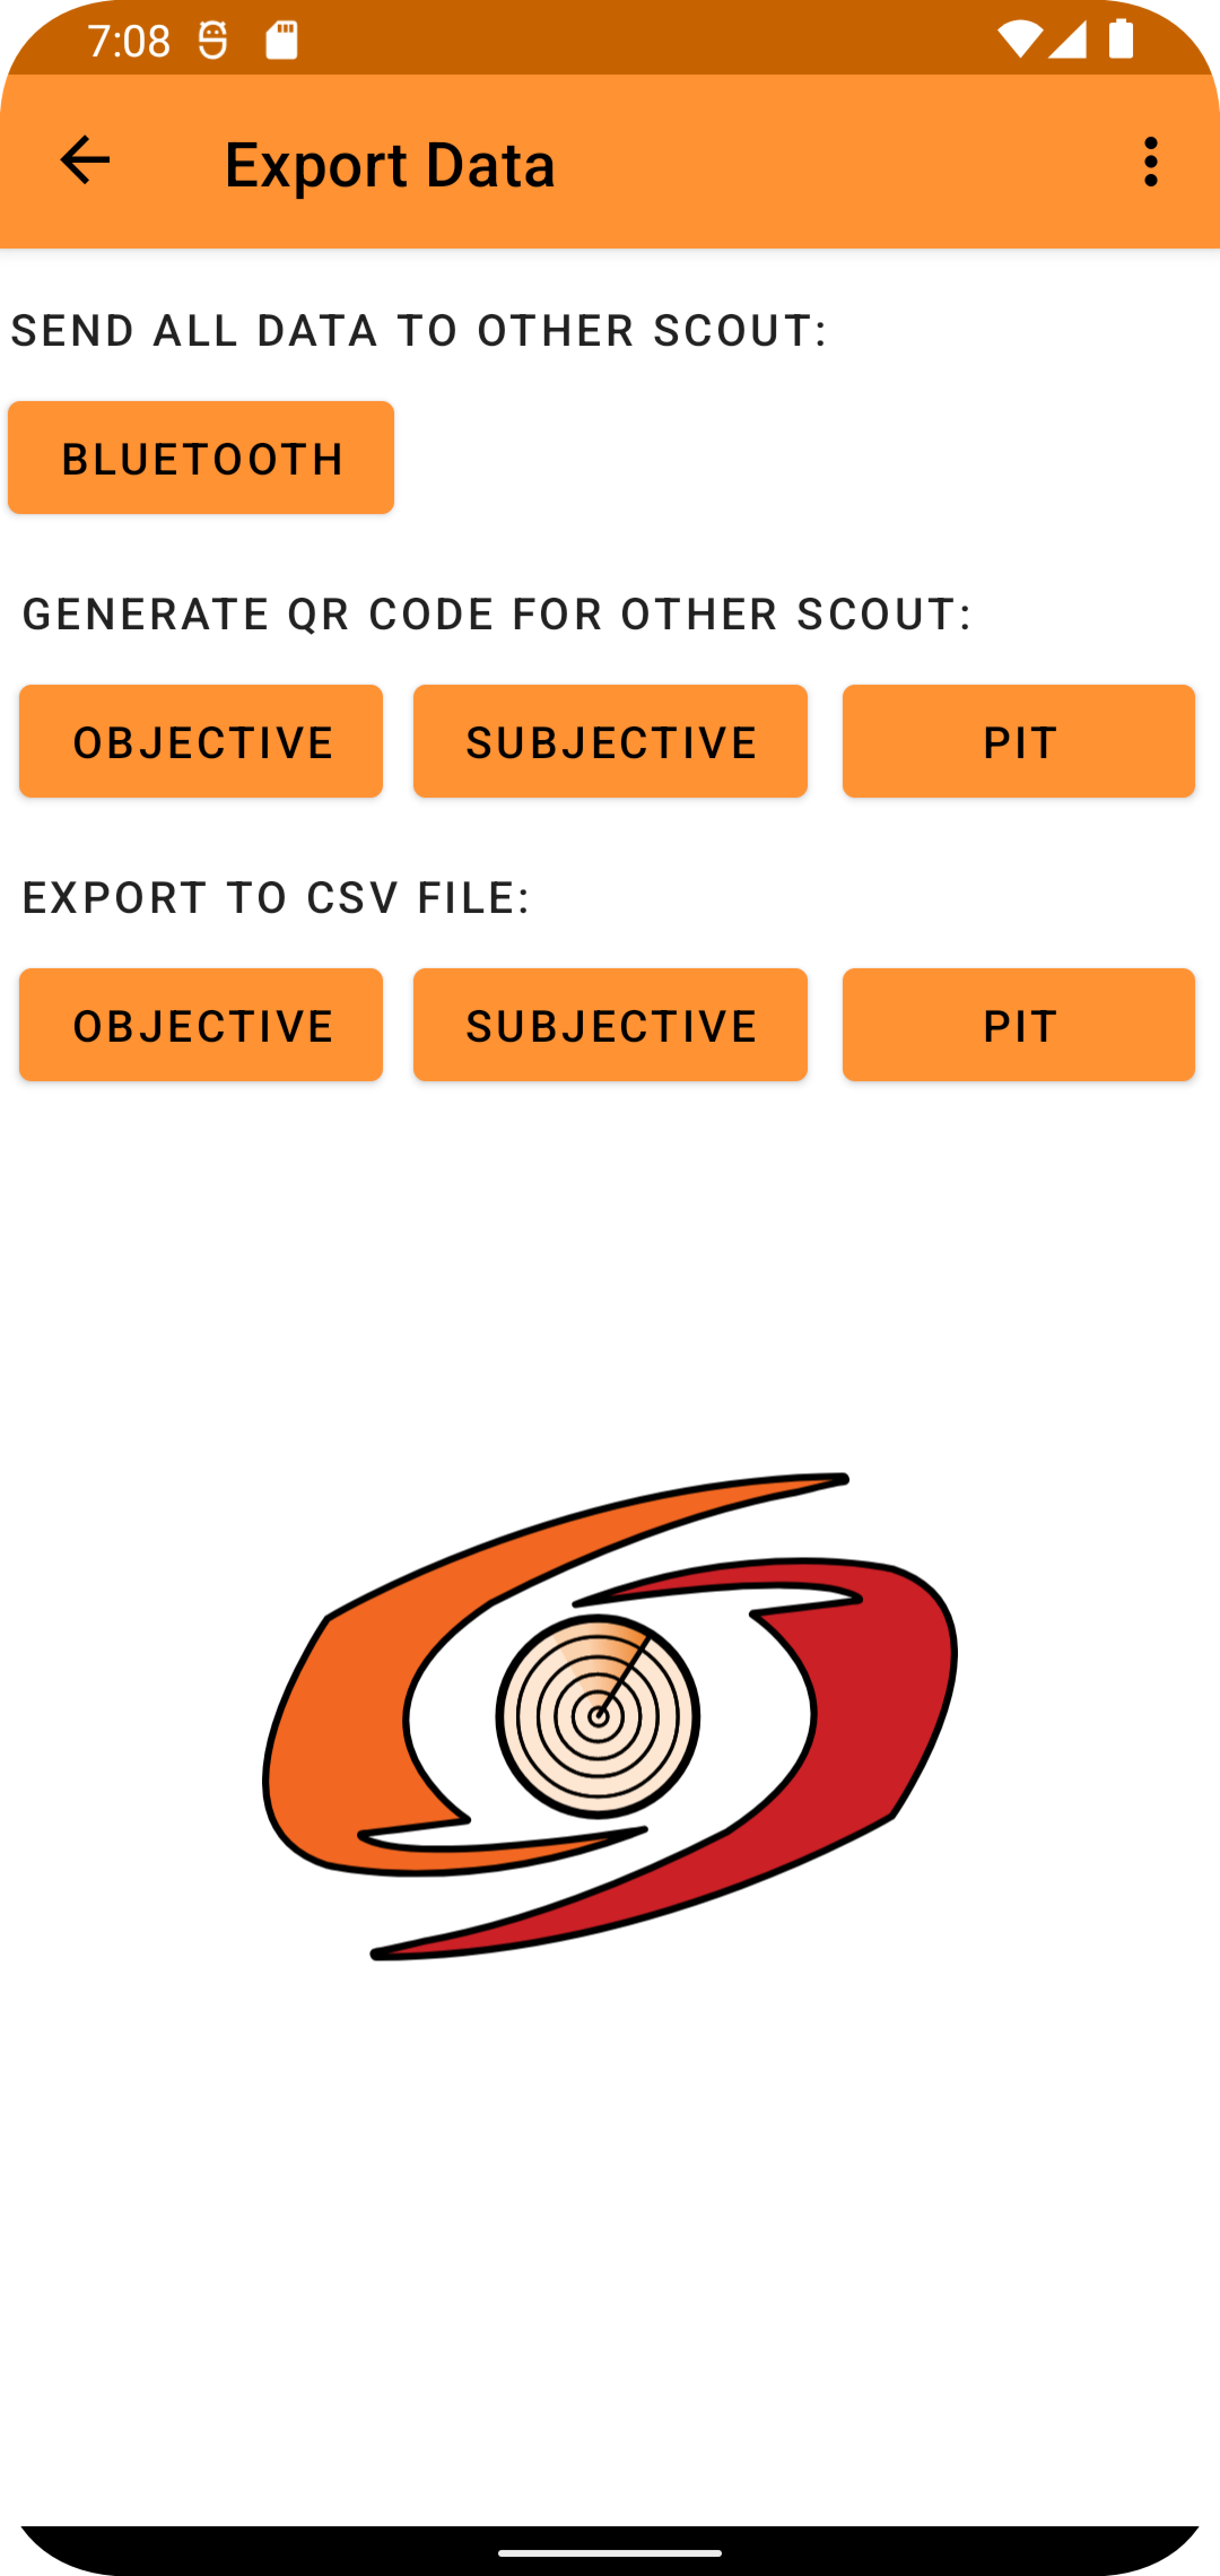 7:08
Export Data
SEND ALL DATA TO OTHER SCOUT:
BLUETOOTH
GENERATE QR CODE FOR OTHER SCOUT:
OBJECTIVE SUBJECTIVE PIT
EXPORT TO CSV FILE:
OBJECTIVE SUBJECTIVE PIT